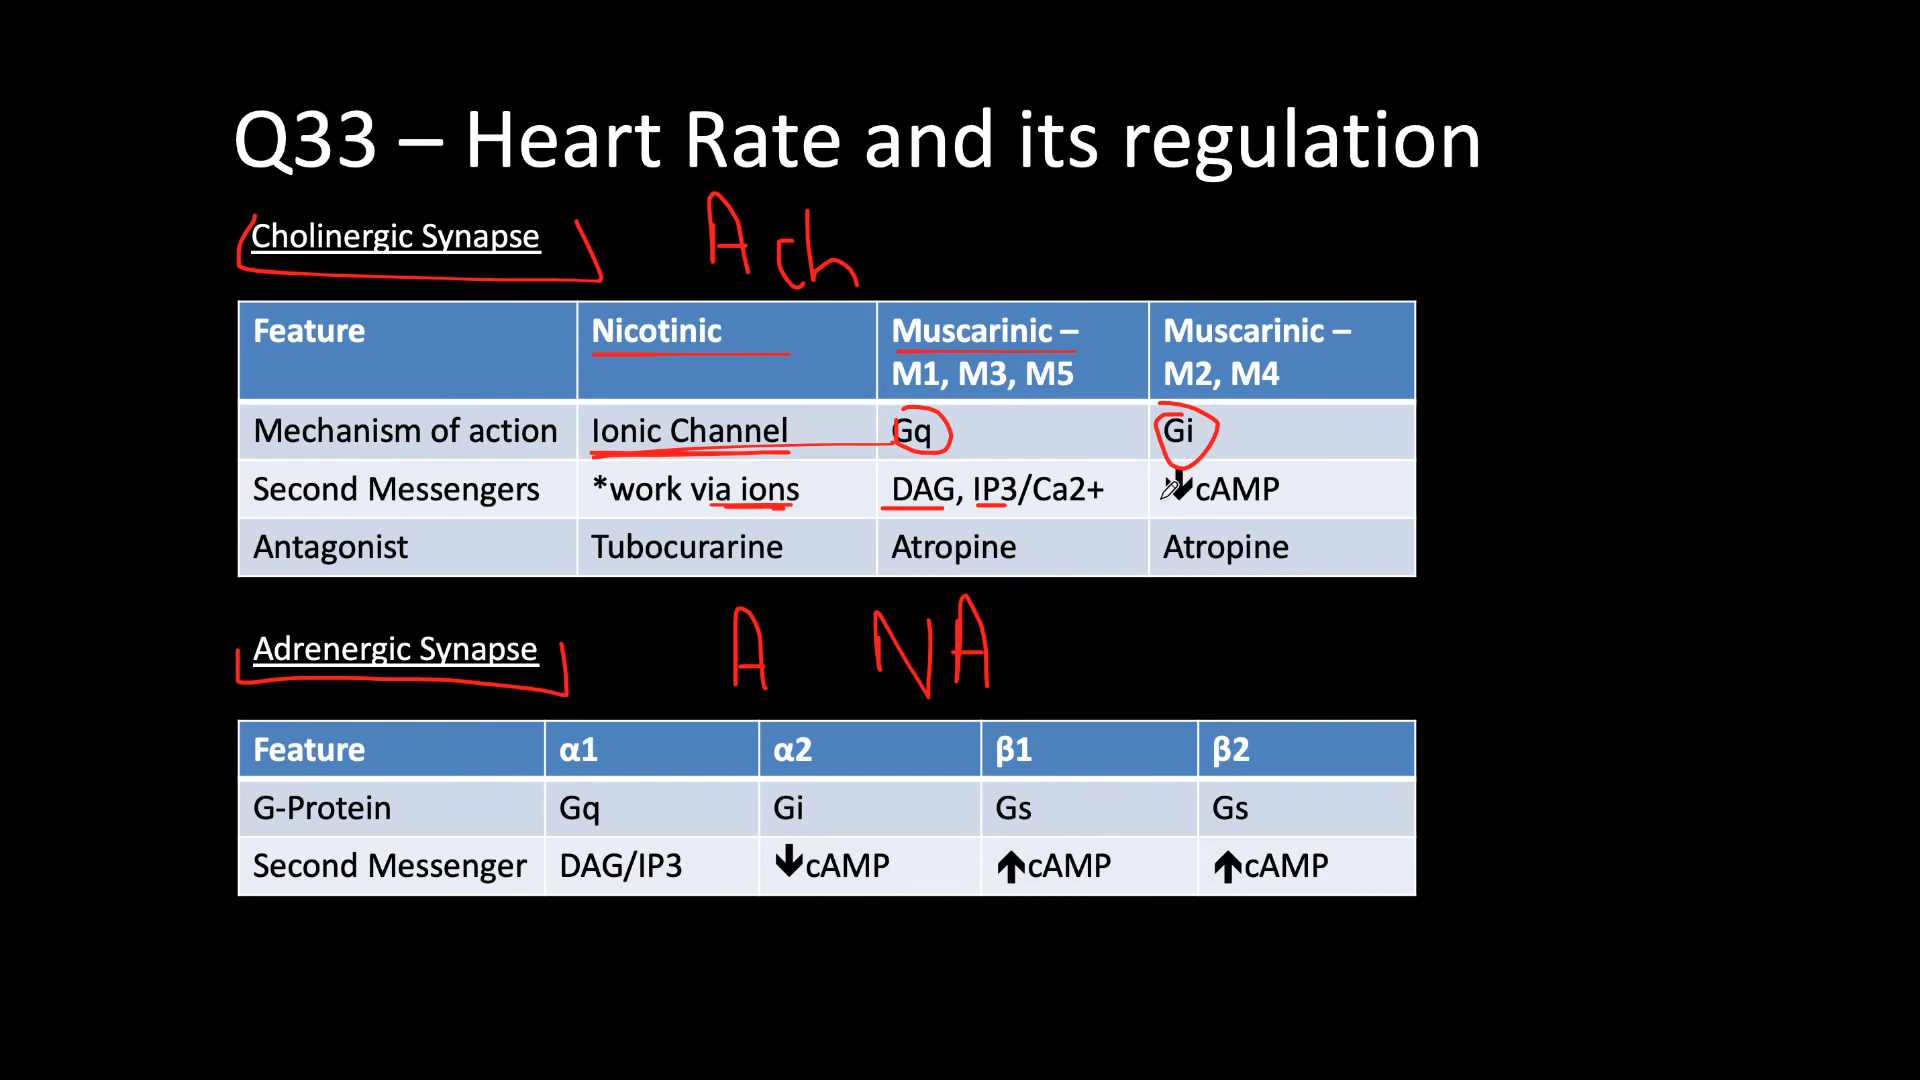 Q33 – Heart Rate and its regulation
Cholinergic Synapse
Ach
Feature Nicotinic Muscarinic – M1, M3, M5 Muscarinic – M2, M4
Mechanism of action Ionic Channel Gq Gi
Second Messengers *work via ions DAG, IP3/Ca2+ ↓cAMP
Antagonist Tubocurarine Atropine Atropine
Adrenergic Synapse
A NA
Feature α1 α2 β1 β2
G-Protein Gq Gi Gs Gs
Second Messenger DAG/IP3 ↓cAMP ↑cAMP ↑cAMP